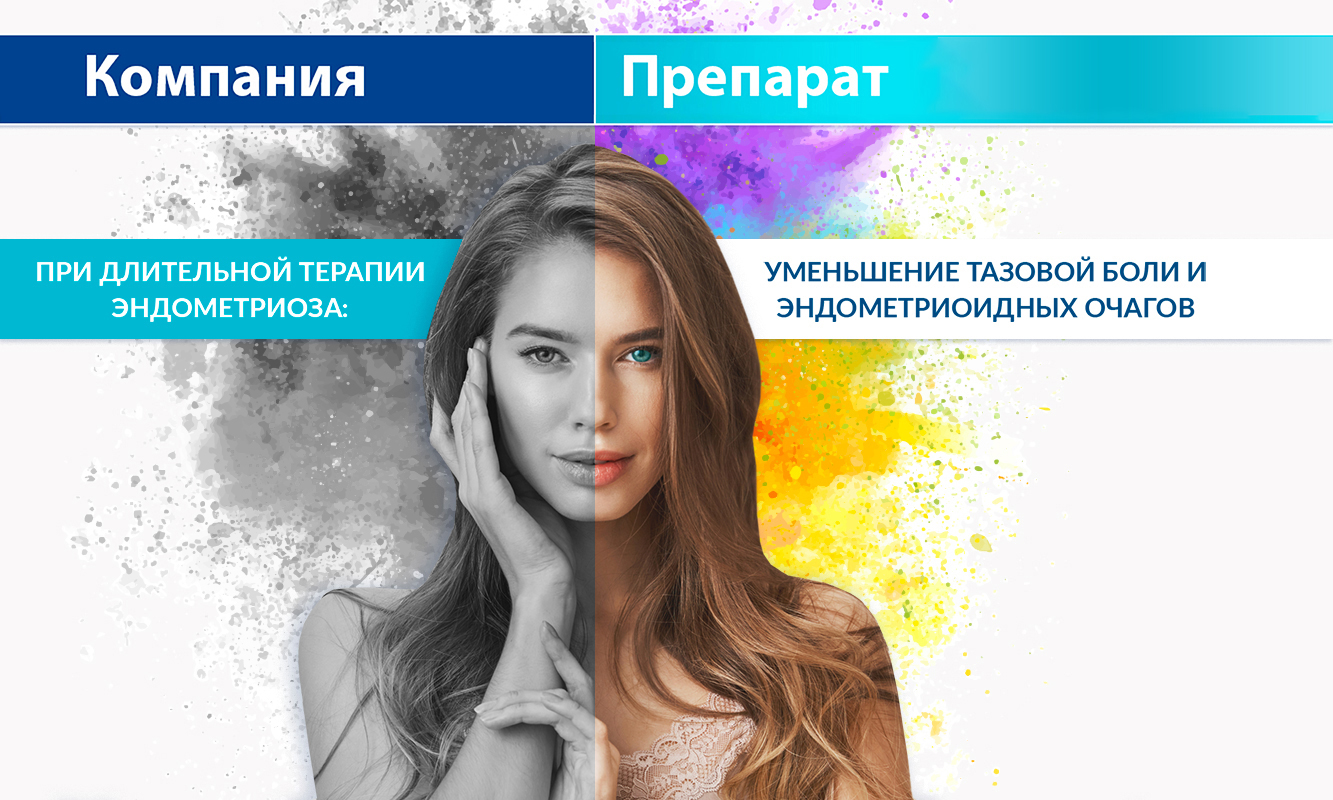 Компания
Препарат
ПРИ ДЛИТЕЛЬНОЙ ТЕРАПИИ
ЭНДОМЕТРИОЗА:
УМЕНЬШЕНИЕ ТАЗОВОЙ БОЛИ И
ЭНДОМЕТРИОИДНЫХ ОЧАГОВ